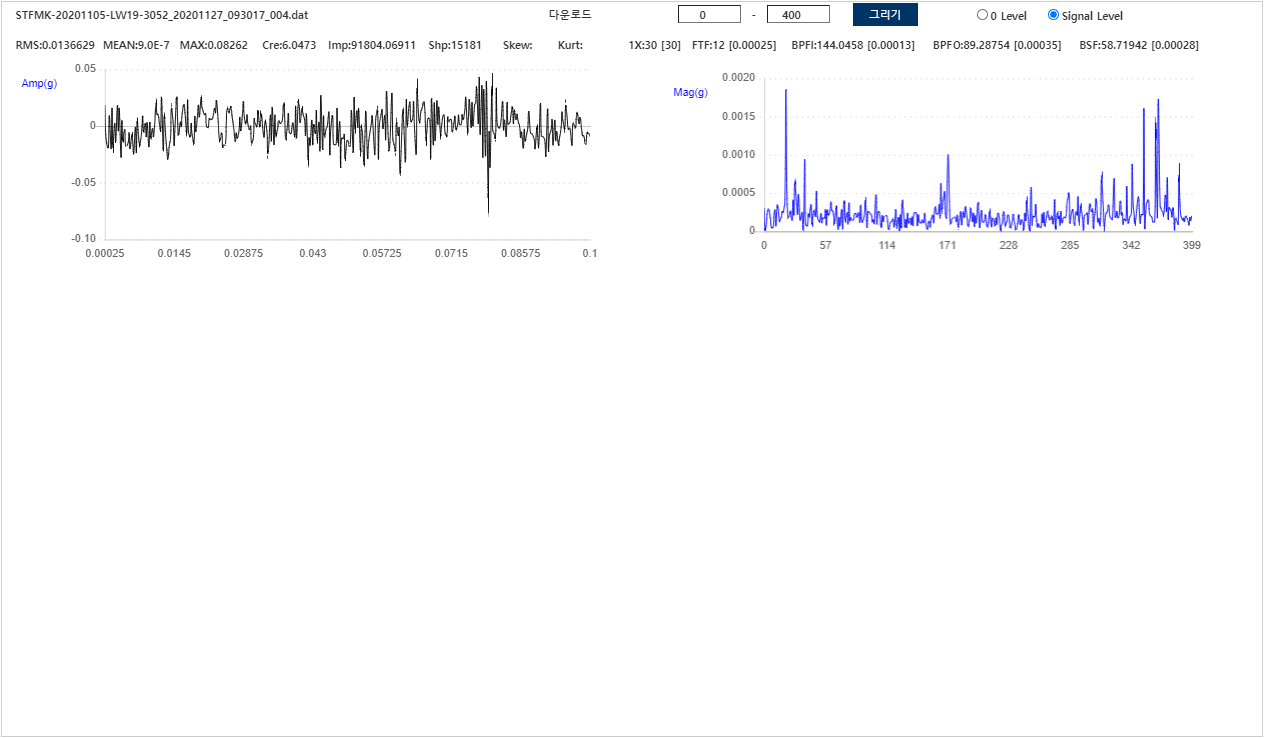 STFMK-20201105-LW19-3052_20201127_093017_004.dat 다운로드 0 - 400 그리기 0 Level Signal Level
RMS:0.0136629 MEAN:9.0E-7 MAX:0.08262 Cre:6.0473 Imp:91804.06911 Shp:15181 Skew: Kurt: 1X:30 [30] FTF:12 [0.00025] BPFI:144.0458 [0.00013] BPFO:89.28754 [0.00035] BSF:58.71942 [0.00028]
Amp(g)
0.05
0
-0.05
-0.10
0.00025 0.0145 0.02875 0.043 0.05725 0.0715 0.08575 0.1
Mag(g)
0.0020
0.0015
0.0010
0.0005
0
0 57 114 171 228 285 342 399